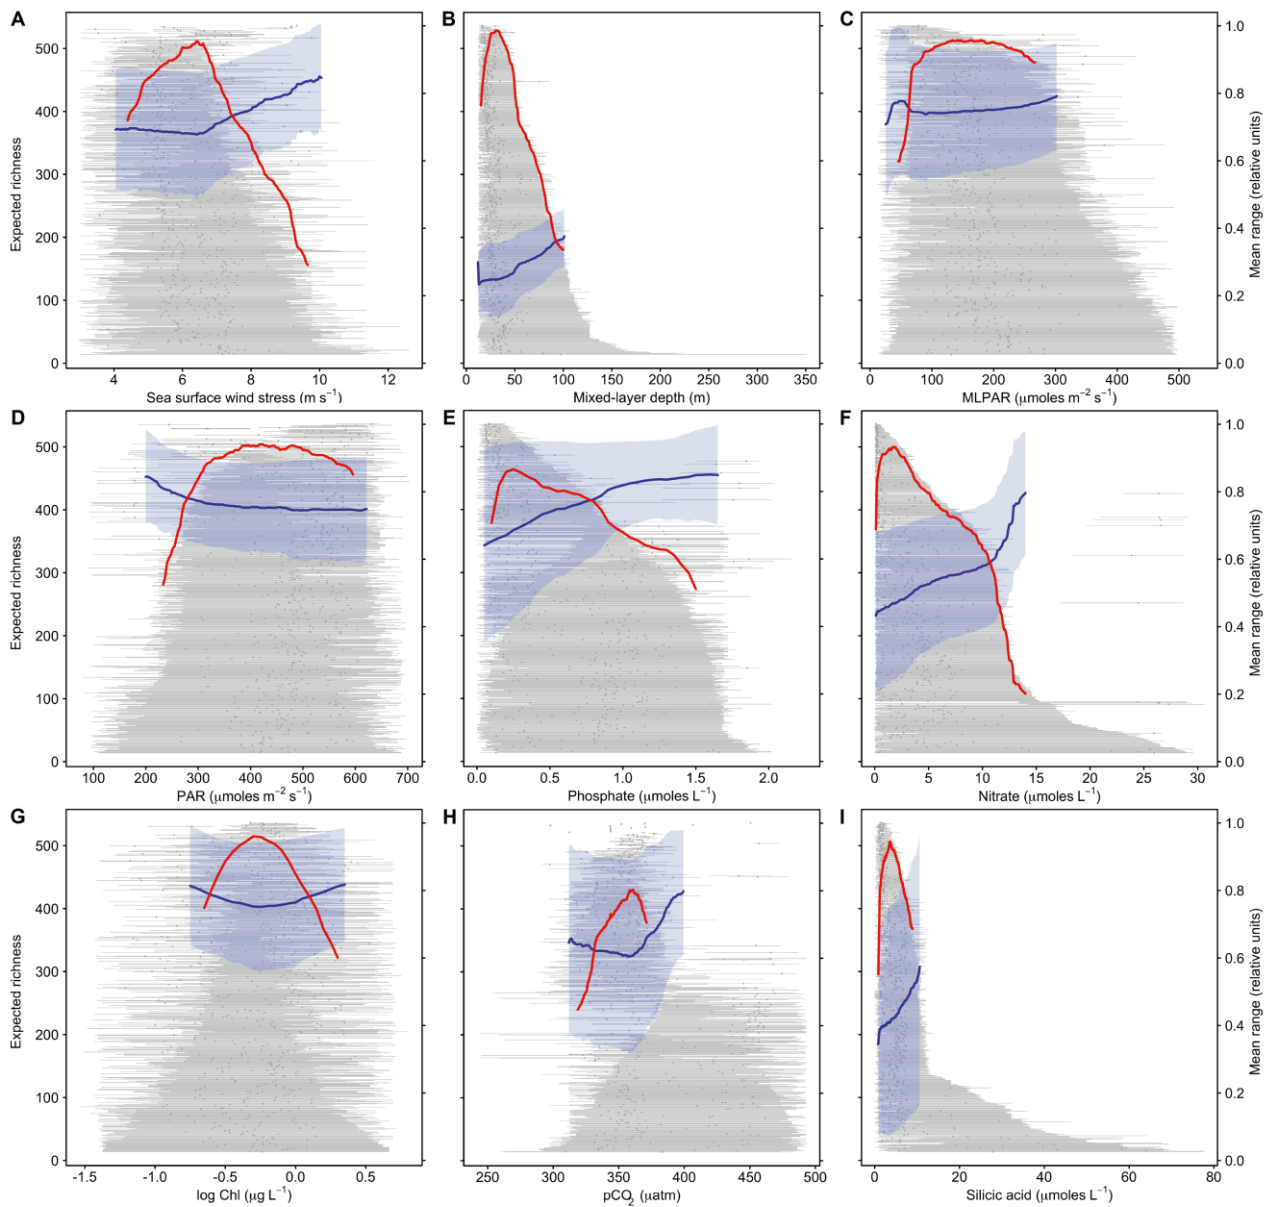 A
B
C
500
400
300
200
100
0
Expected richness
1.0
0.8
0.6
0.4
0.2
0.0
Mean range (relative units)
4 6 8 10 12
0 50 100 150 200 250 300 350
0 100 200 300 400 500
Sea surface wind stress (m s⁻¹)
Mixed-layer depth (m)
MLPAR (μmoles m⁻² s⁻¹)
D
E
F
500
400
300
200
100
0
Expected richness
1.0
0.8
0.6
0.4
0.2
0.0
Mean range (relative units)
100 200 300 400 500 600 700
0.0 0.5 1.0 1.5 2.0
0 5 10 15 20 25 30
PAR (μmoles m⁻² s⁻¹)
Phosphate (μmoles L⁻¹)
Nitrate (μmoles L⁻¹)
G
H
I
500
400
300
200
100
0
Expected richness
1.0
0.8
0.6
0.4
0.2
0.0
Mean range (relative units)
-1.5 -1.0 -0.5 0.0 0.5
250 300 350 400 450 500
0 20 40 60 80
log Chl (μg L⁻¹)
pCO₂ (μatm)
Silicic acid (μmoles L⁻¹)